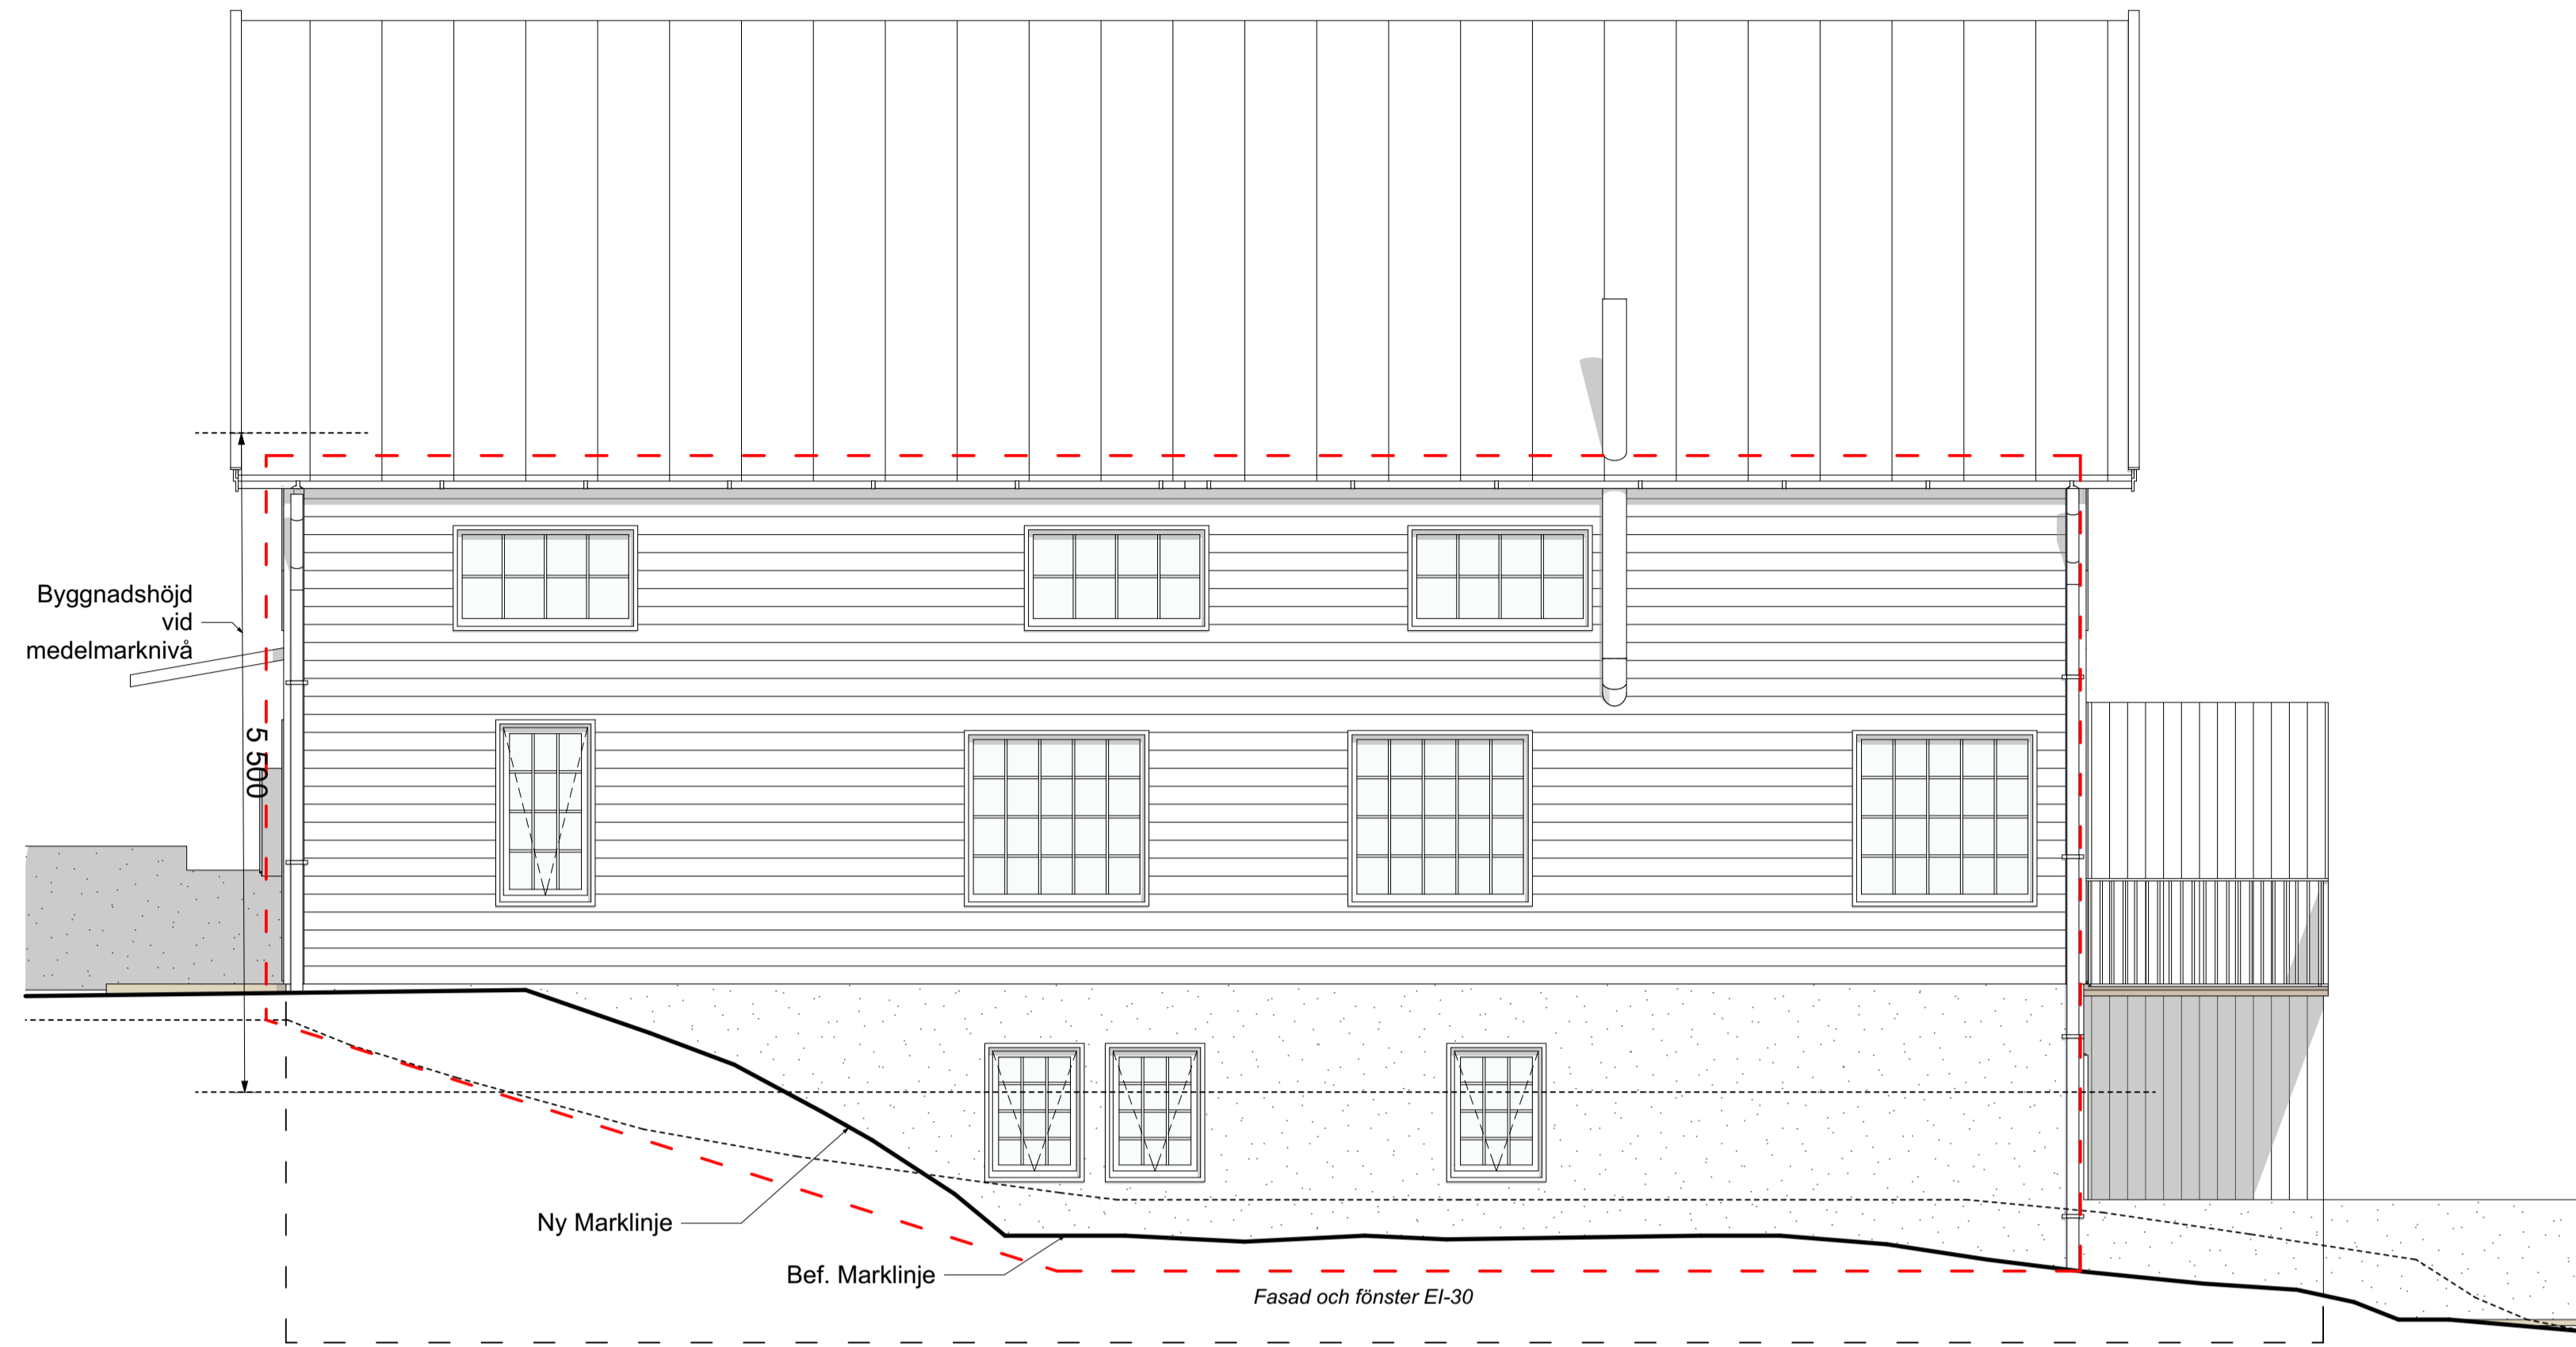 Byggnadshöjd
vid
medelmarknivå
5 500
Ny Marklinje
Bef. Marklinje
Fasad och fönster EI-30